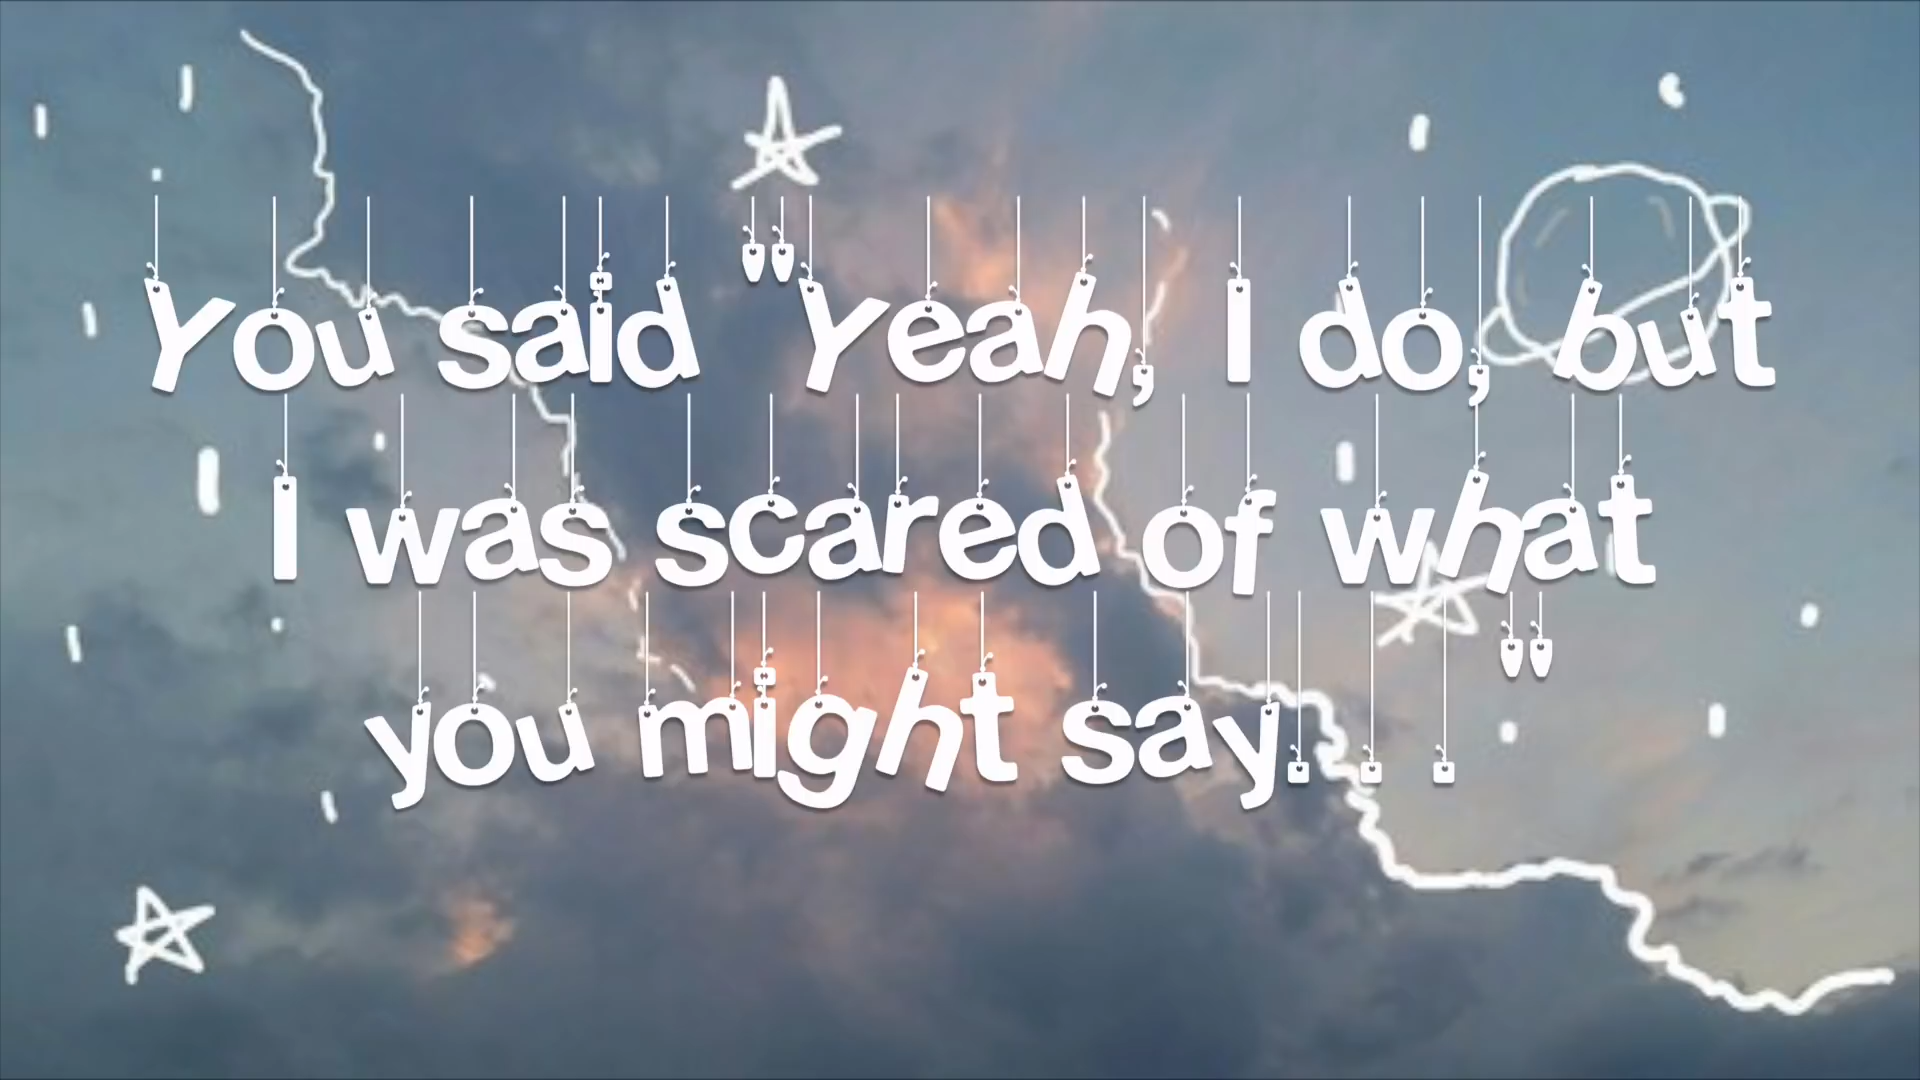 You said "Yeah, I do, but
I was scared of what
you might say. . ."